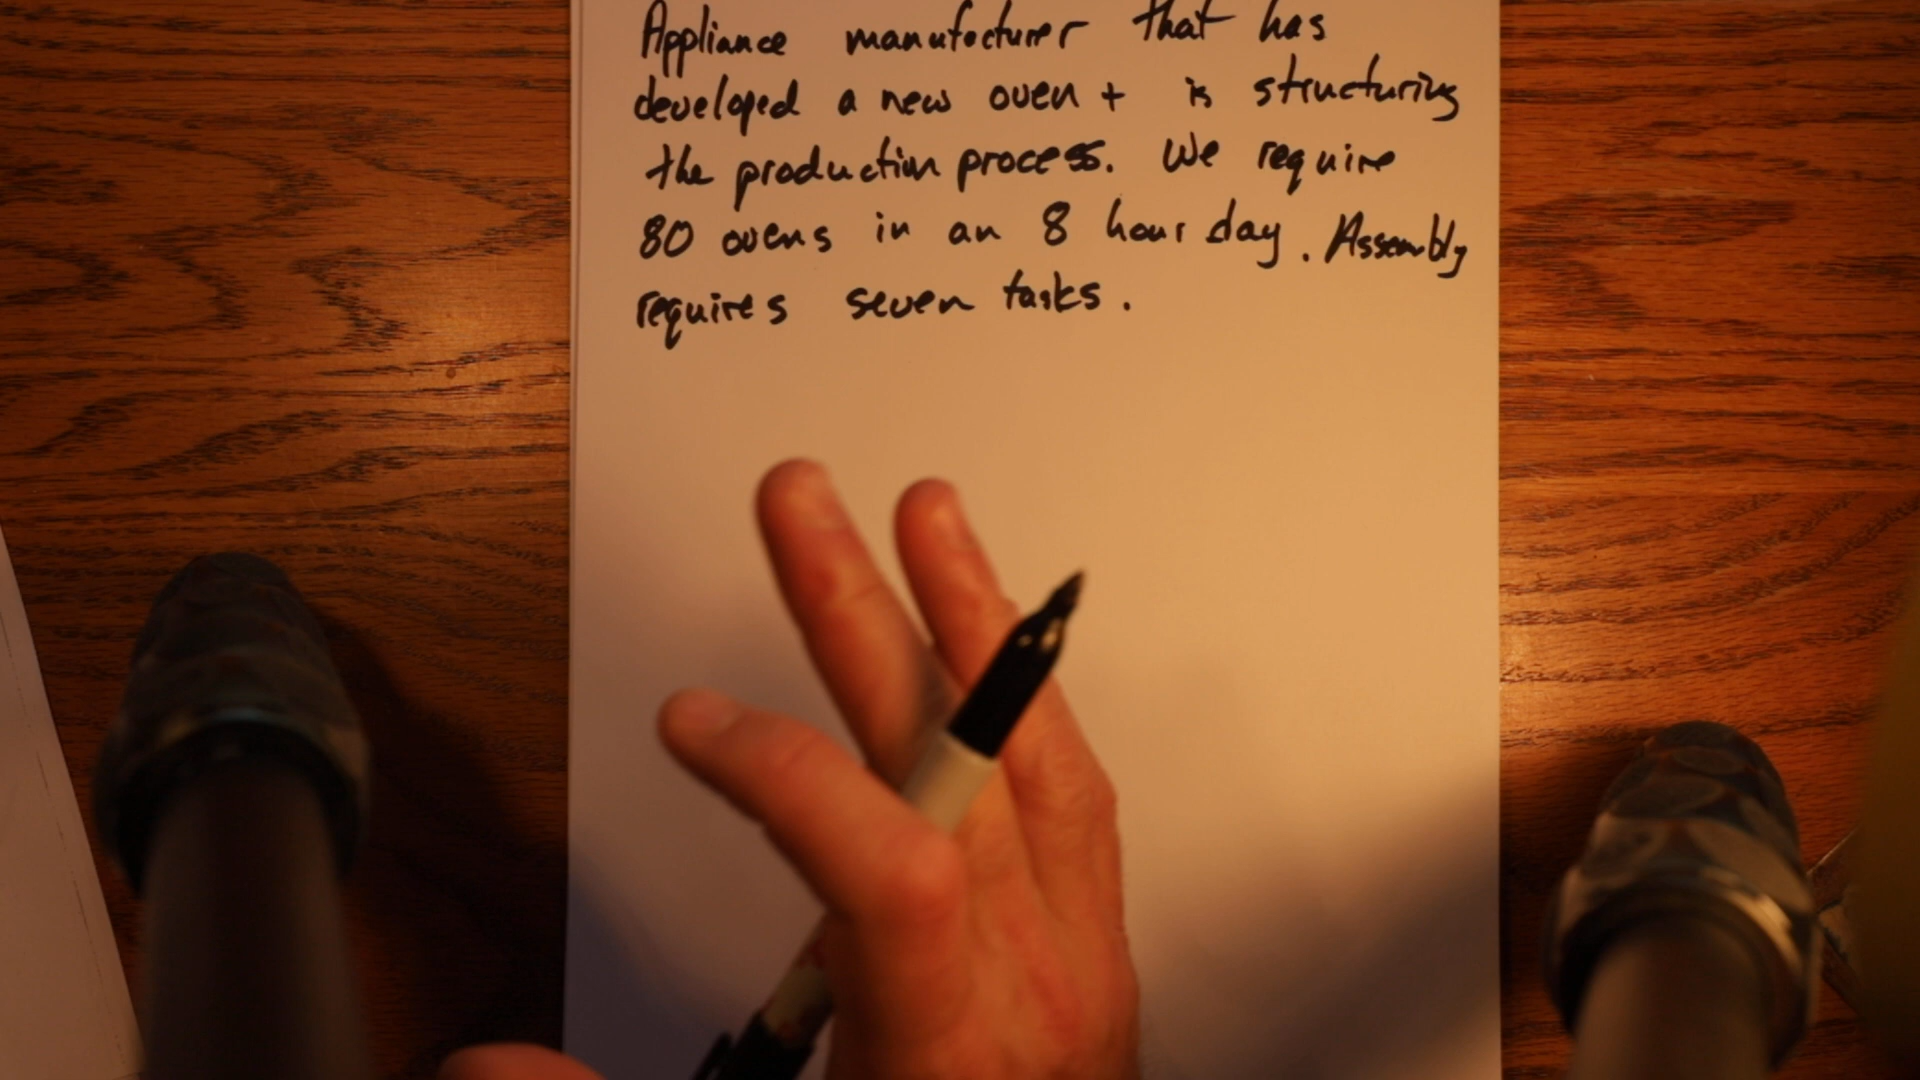 Appliance manufacturer that has
developed a new oven + is structuring
the production process. We require
80 ovens in an 8 hour day. Assembly
requires seven tasks.